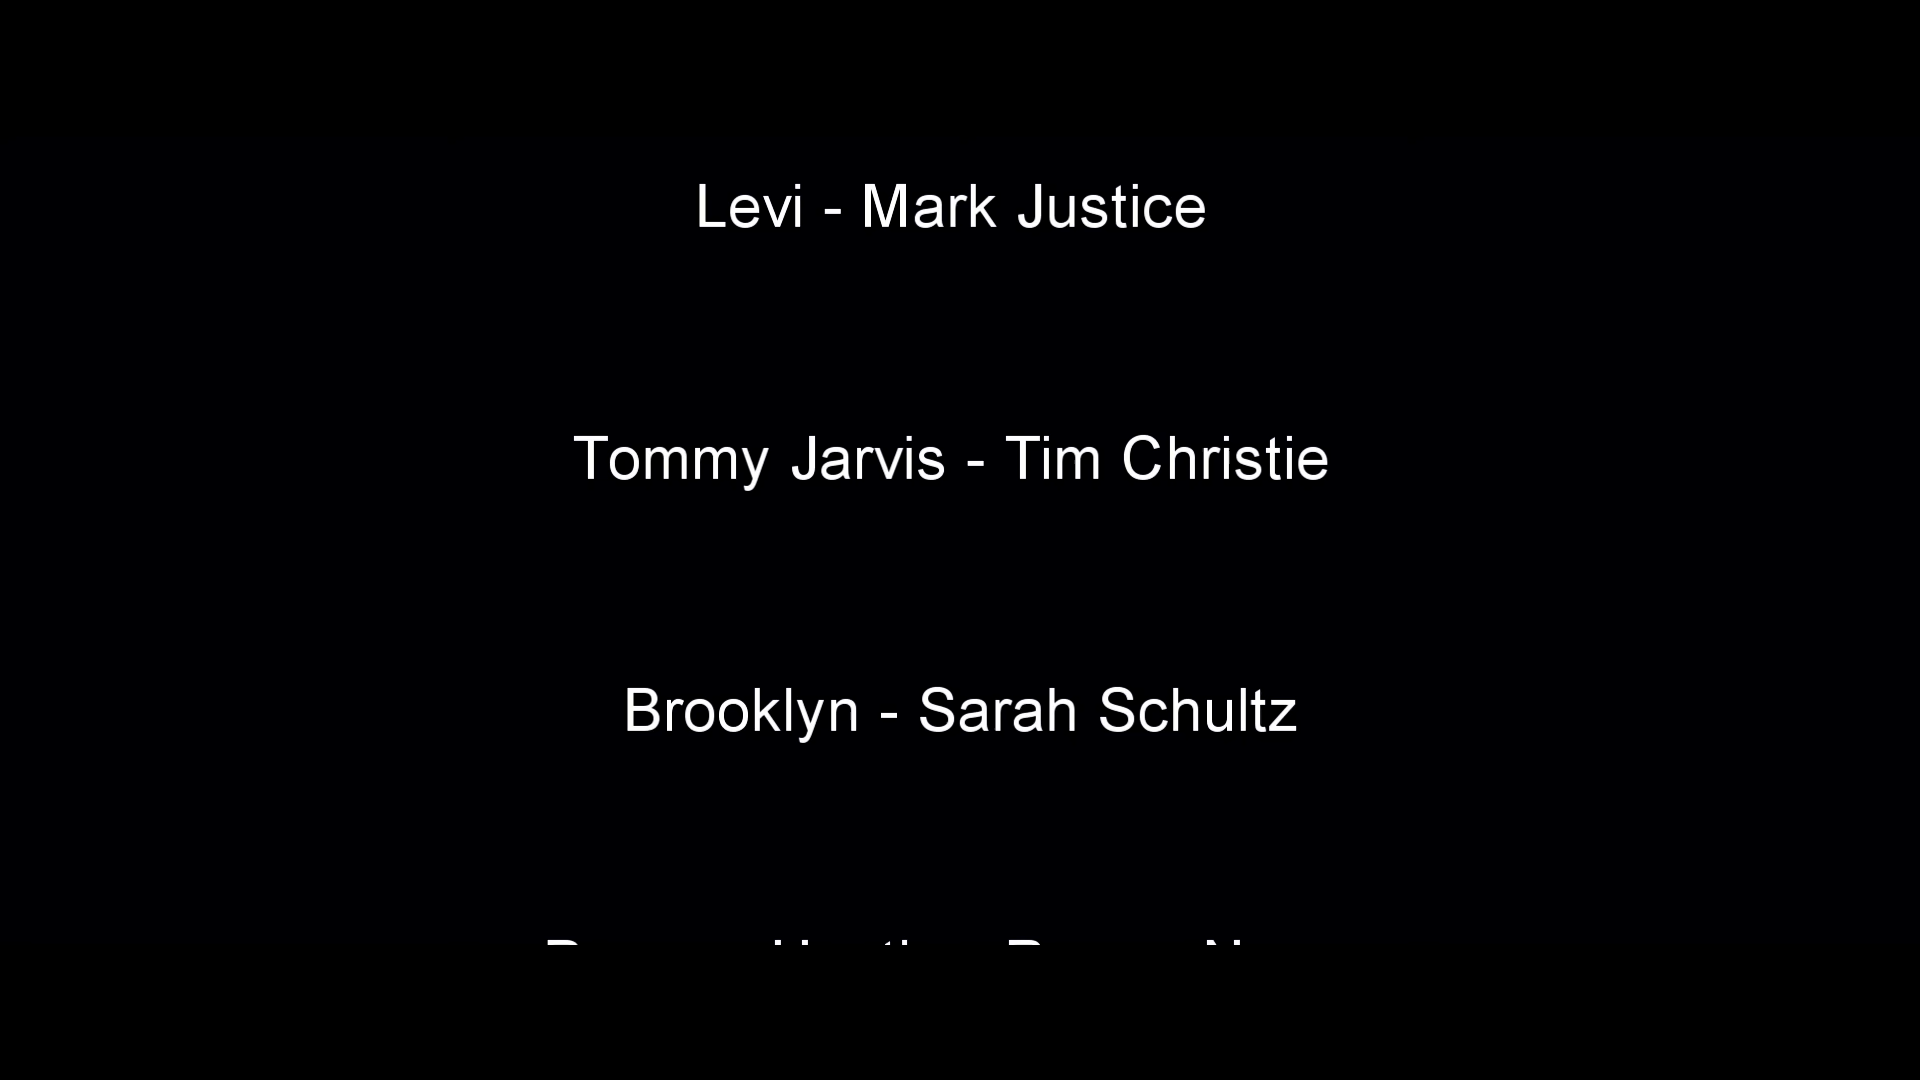 Levi - Mark Justice
Tommy Jarvis - Tim Christie
Brooklyn - Sarah Schultz